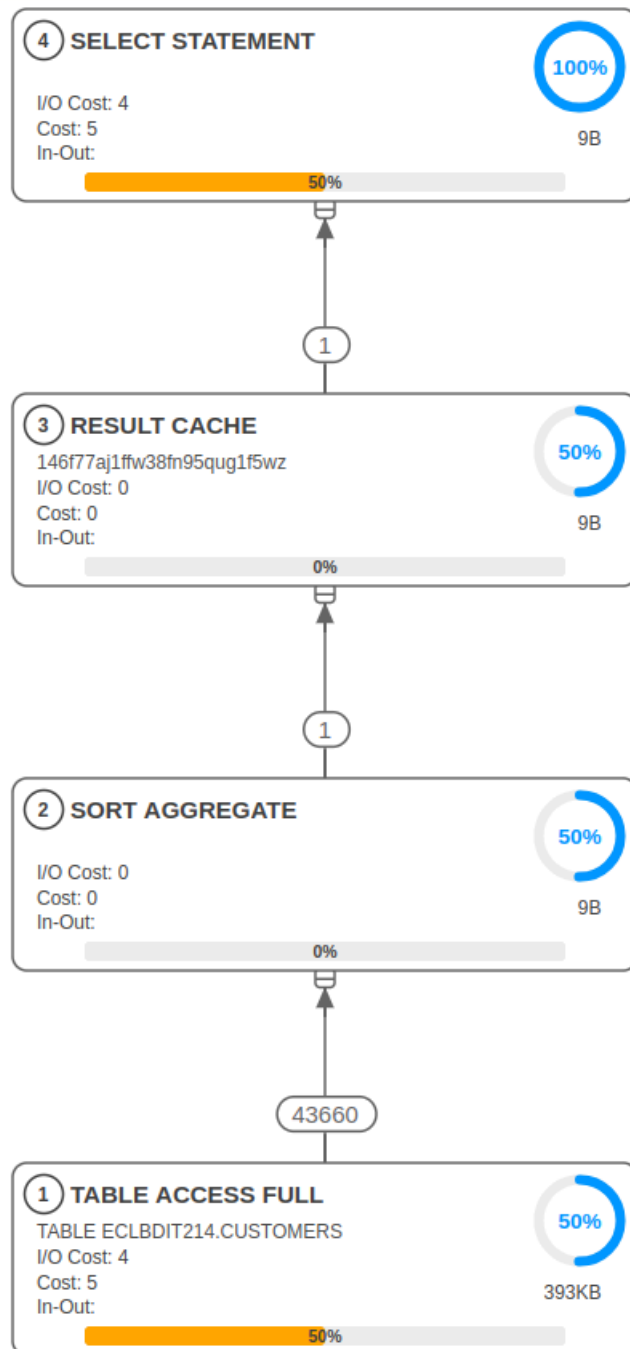 4 SELECT STATEMENT
100%
I/O Cost: 4
Cost: 5
9B
In-Out:
50%
1
3 RESULT CACHE
146f77aj1ffw38fn95qug1f5wz
50%
I/O Cost: 0
Cost: 0
9B
In-Out:
0%
1
2 SORT AGGREGATE
50%
I/O Cost: 0
Cost: 0
9B
In-Out:
0%
43660
1 TABLE ACCESS FULL
TABLE ECLBDIT214.CUSTOMERS
50%
I/O Cost: 4
Cost: 5
393KB
In-Out:
50%